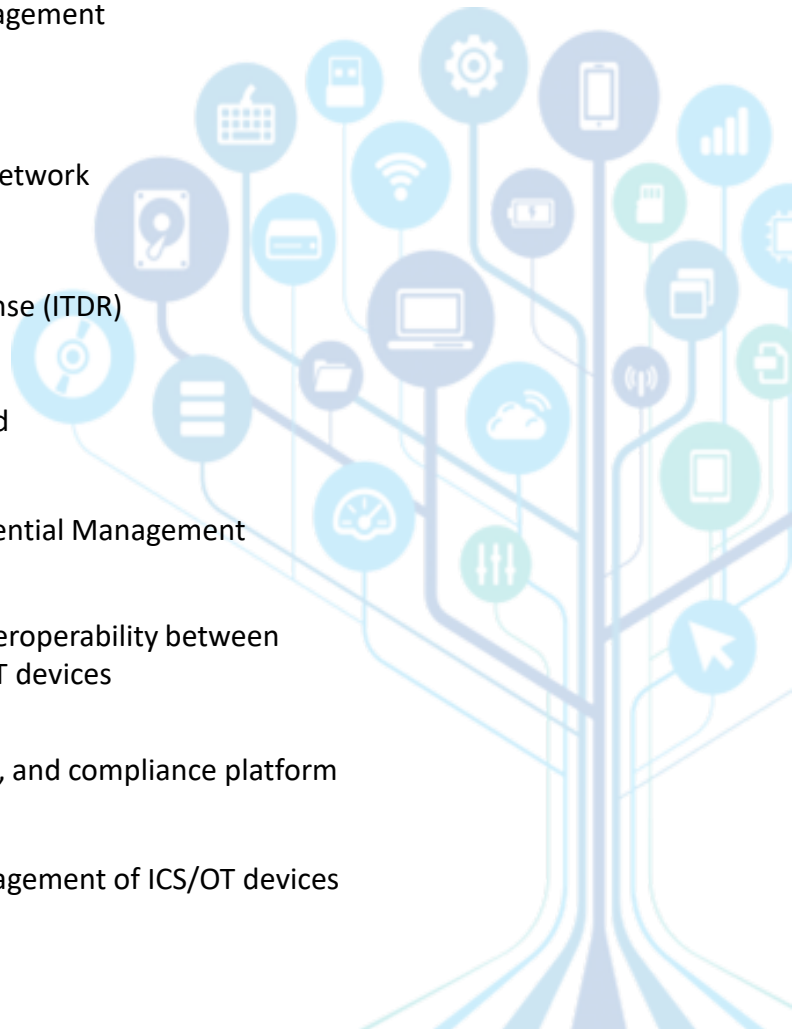 agement
etwork
nse (ITDR)
d
ential Management
eroperability between
T devices
, and compliance platform
agement of ICS/OT devices